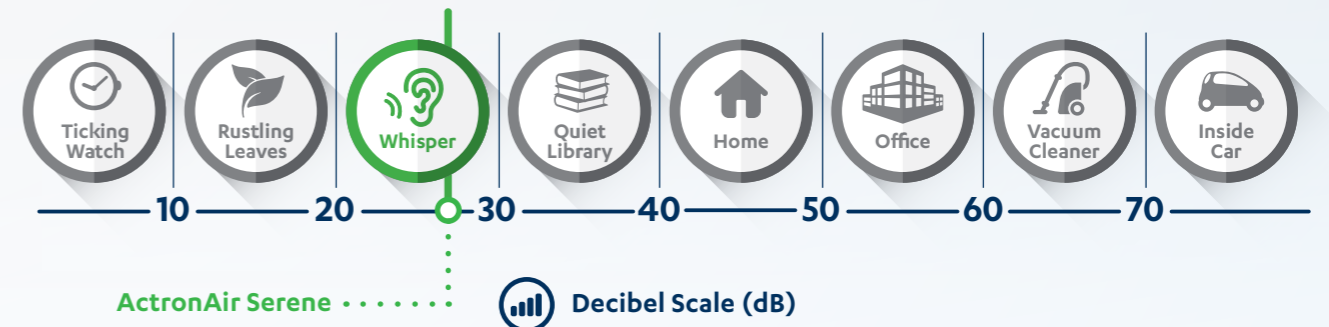 Ticking
Watch
Rustling
Leaves
Whisper
Quiet
Library
Home
Office
Vacuum
Cleaner
Inside
Car
10 20 30 40 50 60 70
ActronAir Serene
Decibel Scale (dB)